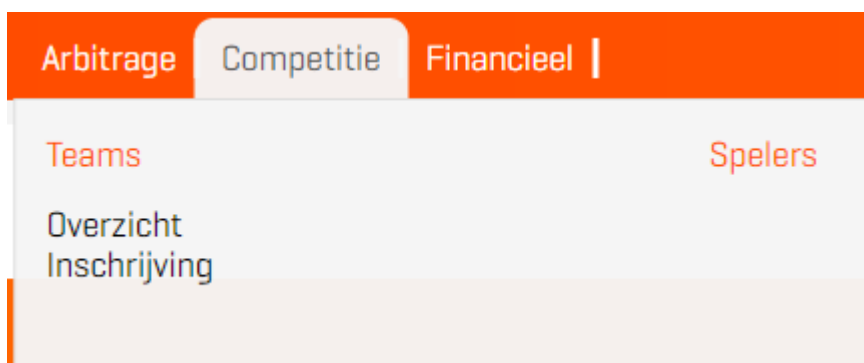 Arbitrage Competitie Financieel
Teams Spelers
Overzicht
Inschrijving